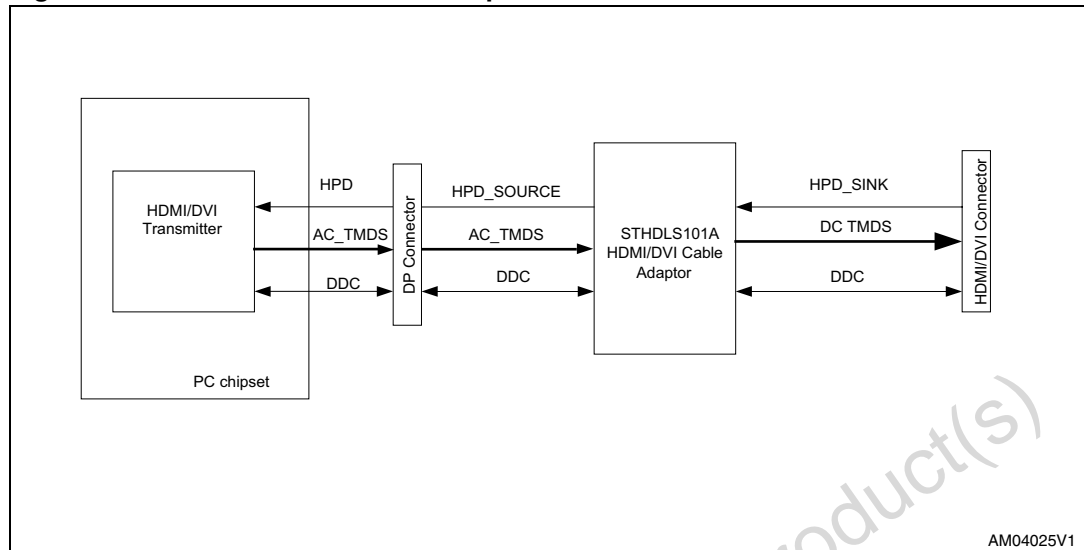 HPD
HPD_SOURCE
HPD_SINK
HDMI/DVI
Transmitter
AC_TMDS
AC_TMDS
DC TMDS
DDC
DDC
DDC
DP Connector
STHDLS101A
HDMI/DVI Cable
Adaptor
HDMI/DVI Connector
PC chipset
roduct(s)
AM04025V1